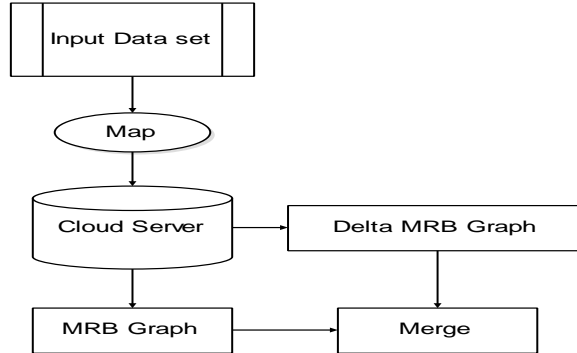 Input Data set
Map
Cloud Server
Delta MRB Graph
MRB Graph
Merge